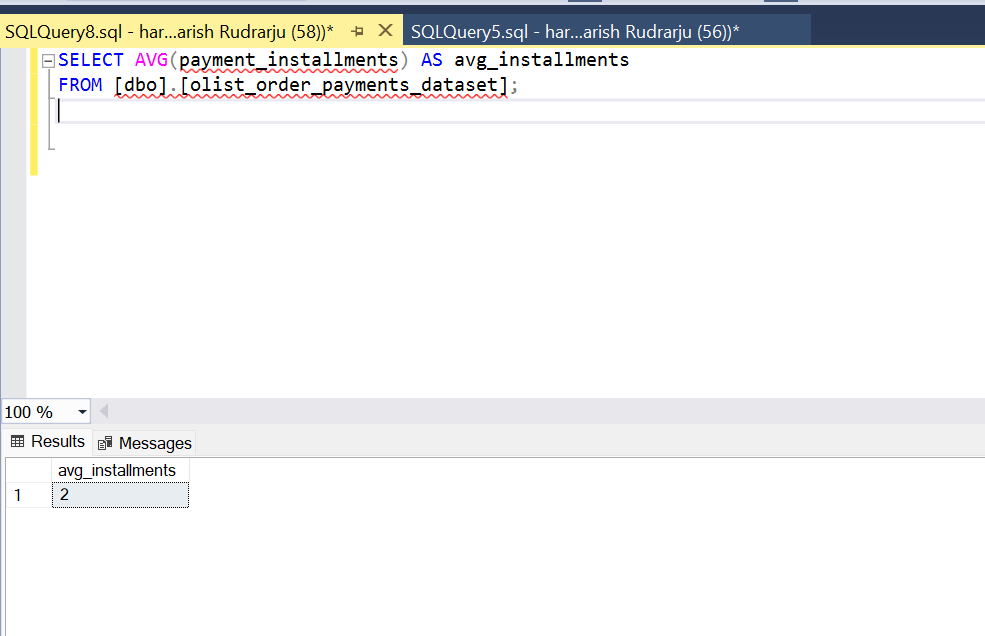 SQLQuery8.sql - har...arish Rudrarju (58))*
SQLQuery5.sql - har...arish Rudrarju (56))*
SELECT AVG(payment_installments) AS avg_installments
FROM [dbo].[olist_order_payments_dataset];
100 %
Results
Messages
avg_installments
1
2